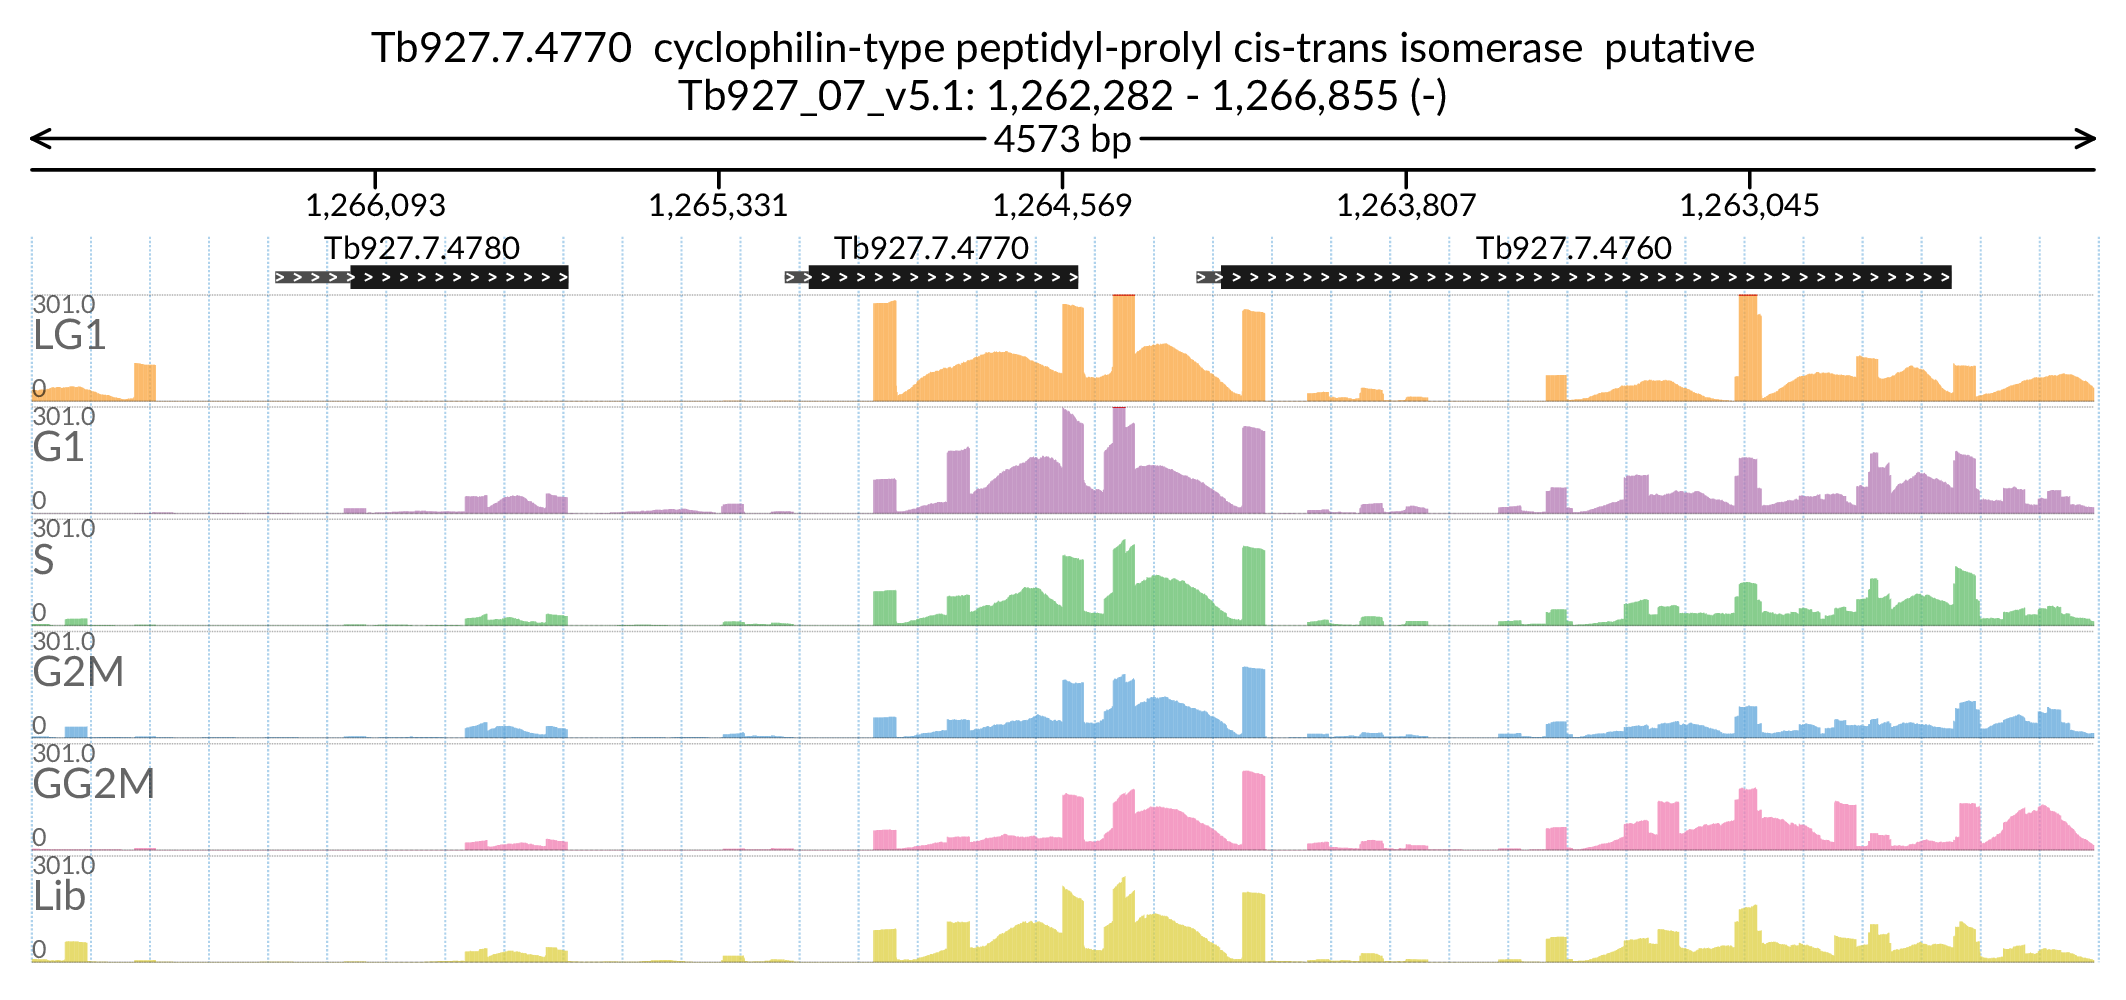 Tb927.7.4770 cyclophilin-type peptidyl-prolyl cis-trans isomerase putative
Tb927_07_v5.1: 1,262,282 - 1,266,855 (-)
4573 bp
1,266,093 1,265,331 1,264,569 1,263,807 1,263,045
Tb927.7.4780 Tb927.7.4770 Tb927.7.4760
301.0
LG1
0
301.0
G1
0
301.0
S
0
301.0
G2M
0
301.0
GG2M
0
301.0
Lib
0